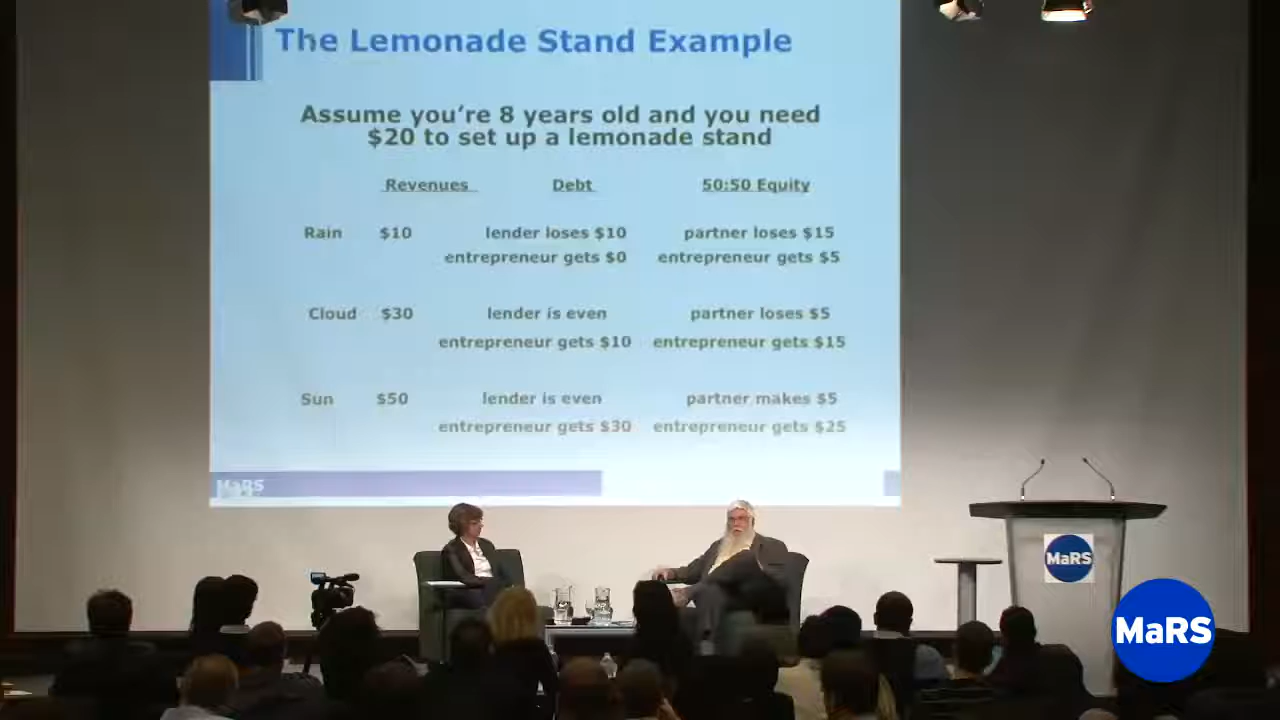 The Lemonade Stand Example
Assume you're 8 years old and you need
$20 to set up a lemonade stand
Revenues Debt 50:50 Equity
Rain $10 lender loses $10 partner loses $15
entrepreneur gets $0 entrepreneur gets $5
Cloud $30 lender is even partner loses $5
entrepreneur gets $10 entrepreneur gets $15
Sun $50 lender is even partner makes $5
entrepreneur gets $30 entrepreneur gets $25
MaRS
MaRS
MaRS